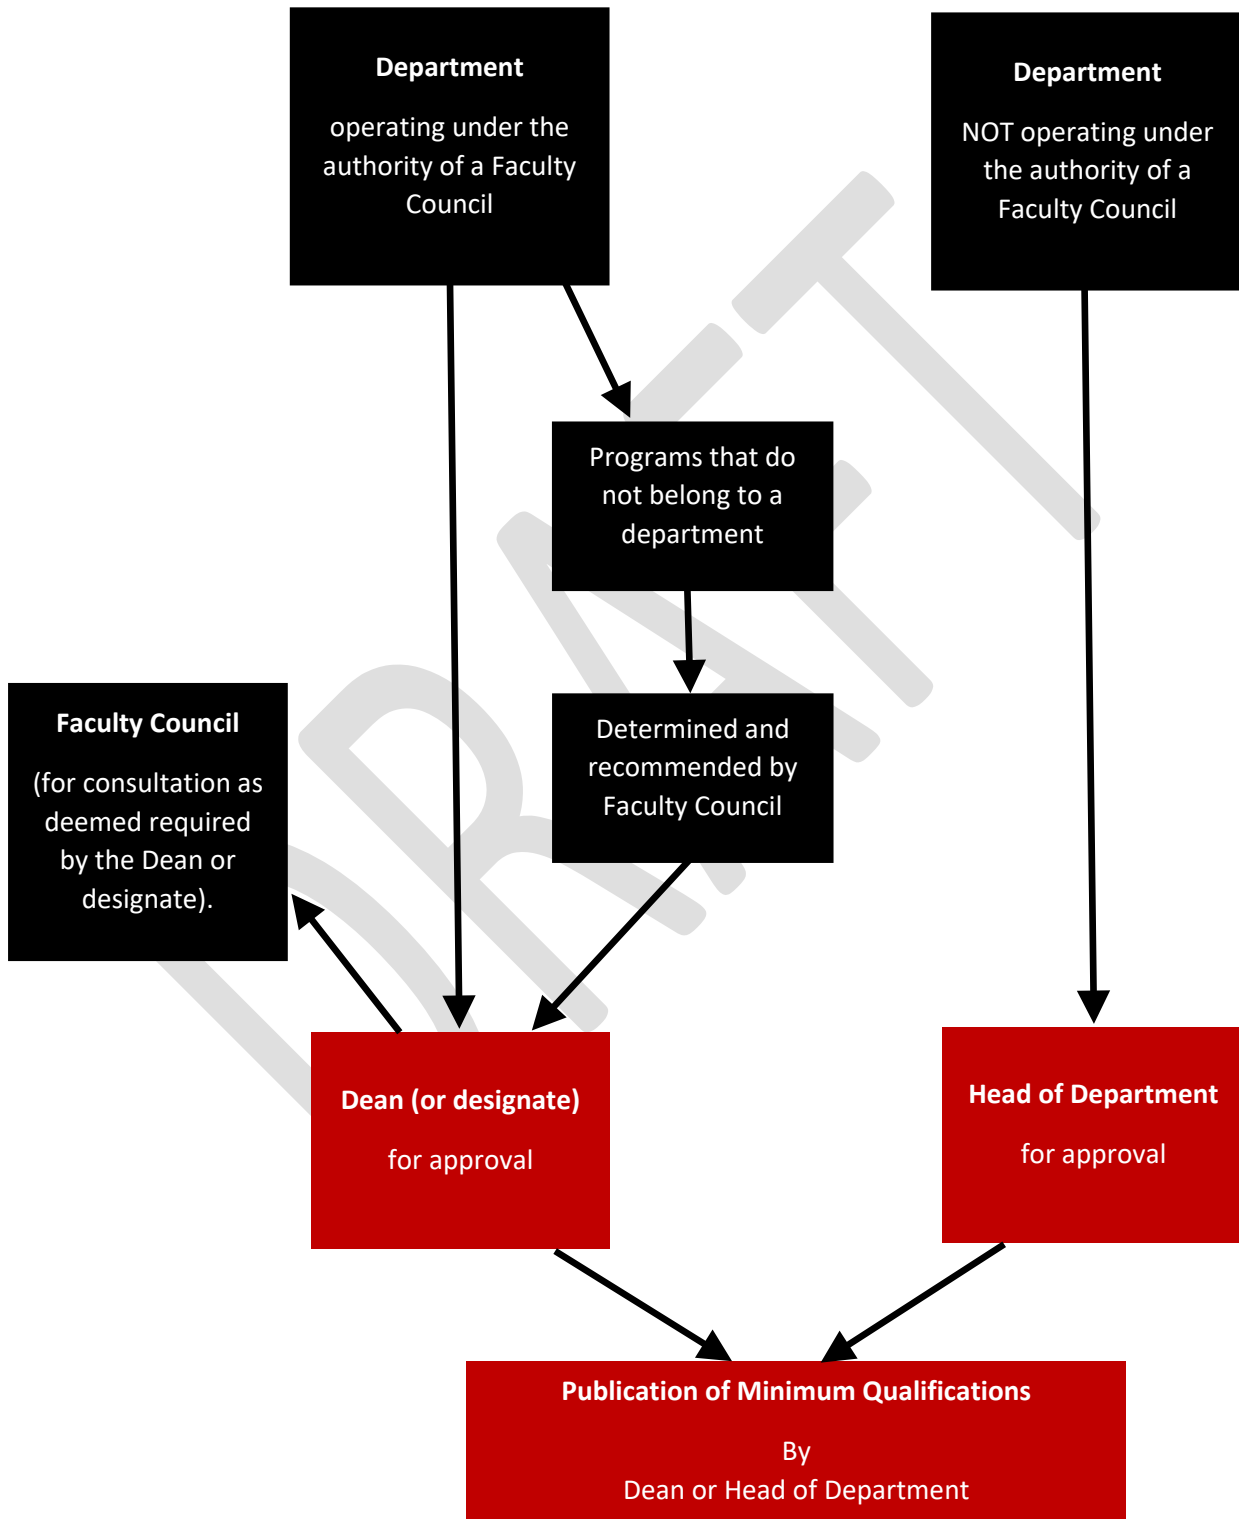 Department
operating under the
authority of a Faculty
Council
Department
NOT operating under
the authority of a
Faculty Council
Programs that do
not belong to a
department
Faculty Council
(for consultation as
deemed required
by the Dean or
designate).
Determined and
recommended by
Faculty Council
Dean (or designate)
for approval
Head of Department
for approval
Publication of Minimum Qualifications
By
Dean or Head of Department
DRAFT